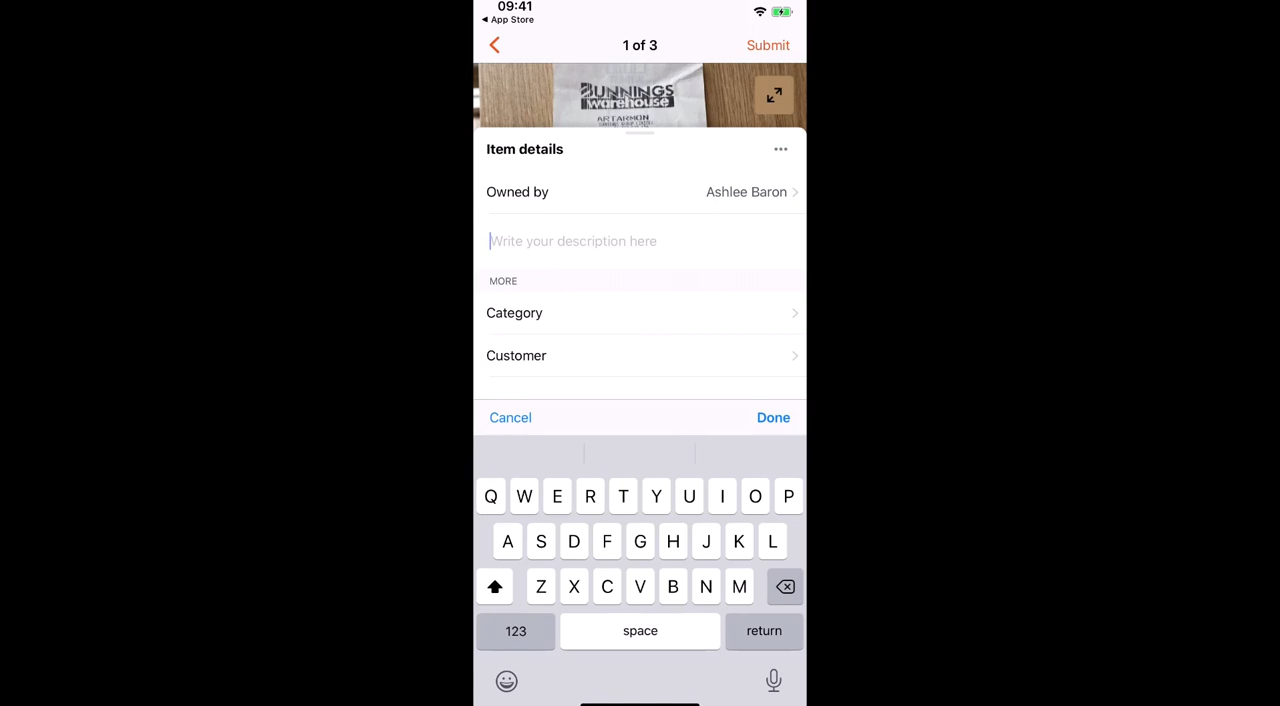 09:41
App Store
1 of 3
Submit
BUNNINGS
warehouse
ARTARMON
Item details
Owned by
Ashlee Baron
Write your description here
MORE
Category
Customer
Cancel
Done
Q W E R T Y U I O P
A S D F G H J K L
Z X C V B N M
123
space
return